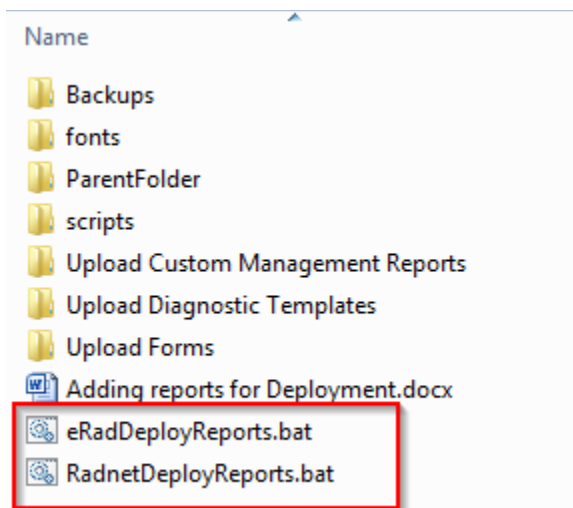 Name
Backups
fonts
ParentFolder
scripts
Upload Custom Management Reports
Upload Diagnostic Templates
Upload Forms
Adding reports for Deployment.docx
eRadDeployReports.bat
RadnetDeployReports.bat